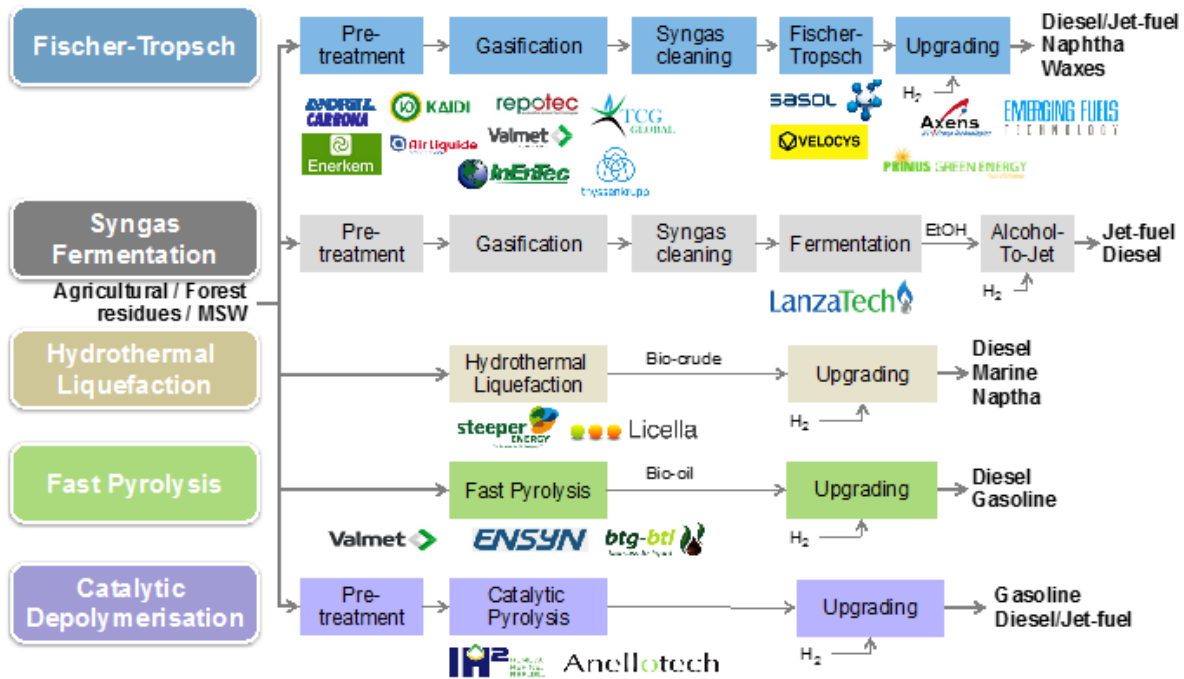 Fischer-Tropsch
Pre-
treatment
Gasification
Syngas
cleaning
Fischer-
Tropsch
Upgrading
H2
Diesel/Jet-fuel
Naphtha
Waxes
ANDRITZ
CARBONA
KAIDI
repotec
TCG
GLOBAL
Enerkem
Air Liquide
Valmet
InEnTec
thyssenkrupp
sasol
VELOCYS
Axens
EMERGING FUELS
TECHNOLOGY
PRIMUS GREEN ENERGY
Syngas
Fermentation
Pre-
treatment
Gasification
Syngas
cleaning
Fermentation
EtOH
Alcohol-
To-Jet
H2
Jet-fuel
Diesel
LanzaTech
Agricultural / Forest
residues / MSW
Hydrothermal
Liquefaction
Hydrothermal
Liquefaction
Bio-crude
Upgrading
H2
Diesel
Marine
Naptha
steeper
ENERGY
Licella
Fast Pyrolysis
Fast Pyrolysis
Bio-oil
Upgrading
H2
Diesel
Gasoline
Valmet
ENSYN
btg-btl
Catalytic
Depolymerisation
Pre-
treatment
Catalytic
Pyrolysis
Upgrading
H2
Gasoline
Diesel/Jet-fuel
IH2
Anellotech